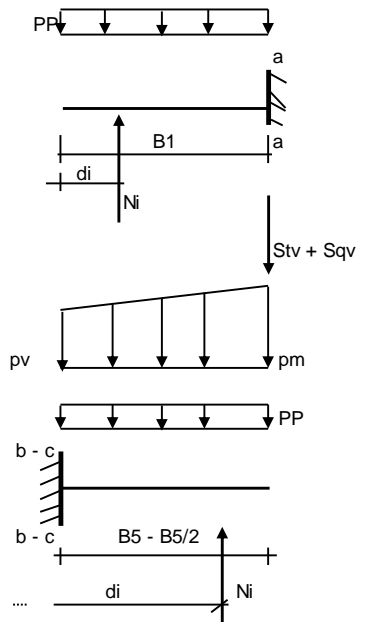 PP
a
B1
a
di
Ni
Stv + Sqv
pv
pm
PP
b - c
b - c
B5 - B5/2
di
Ni
....